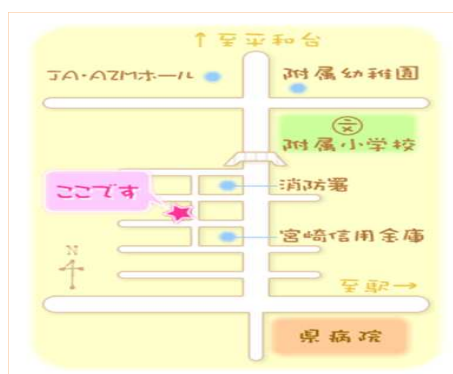 ↑至平和台
JA・AZMホール
附属幼稚園
文
附属小学校
ここです
消防署
宮崎信用金庫
N
至駅→
県病院